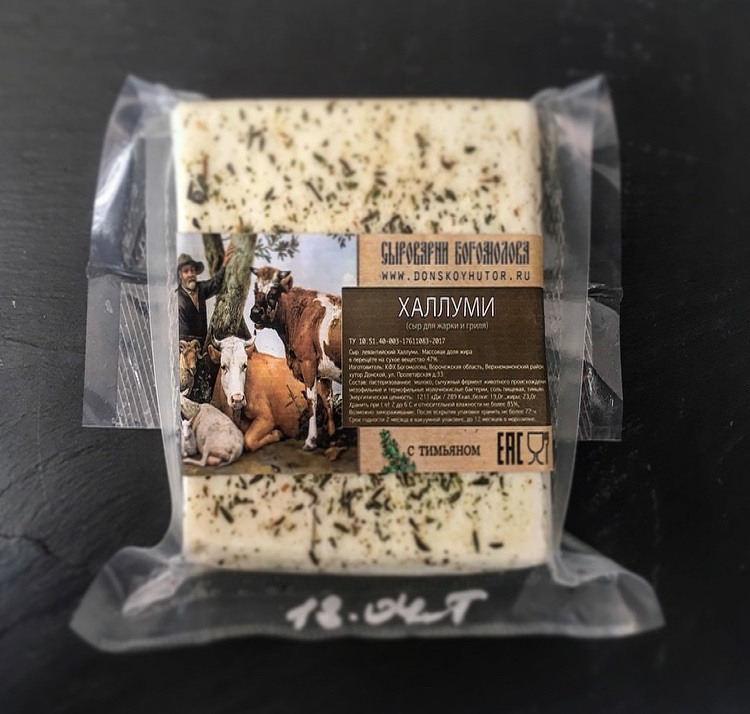 СЫРОВАРНИ БОГОМОЛОВА
WWW.DONSKOYHUTOR.RU
ХАЛЛУМИ
(сыр для жарки и гриля)
ТУ 10.51.40-003-17611083-2017
Сыр левантийский Халлуми. Массовая доля жира
в пересчёте на сухое вещество 47%
Изготовитель: КФХ Богомолова, Воронежская область, Верхнемамонский район
хутор Донской, ул. Пролетарская д.33
Состав: пастеризованное молоко, сычужный фермент животного происхождения
мезофильные и термофильные молочнокислые бактерии, соль пищевая, тимьян
Энергетическая ценность: 1211 кДж / 289 Ккал, белки: 19,0г, жиры: 23,0г
Хранить при t от 2 до 6 С и относительной влажности не более 85%,
Возможно замораживание. После вскрытия упаковки хранить не более 72 ч.
Срок годности 2 месяца в вакуумной упаковке, до 12 месяцев в морозилке.
С ТИМЬЯНОМ
EAC
18.04 Т